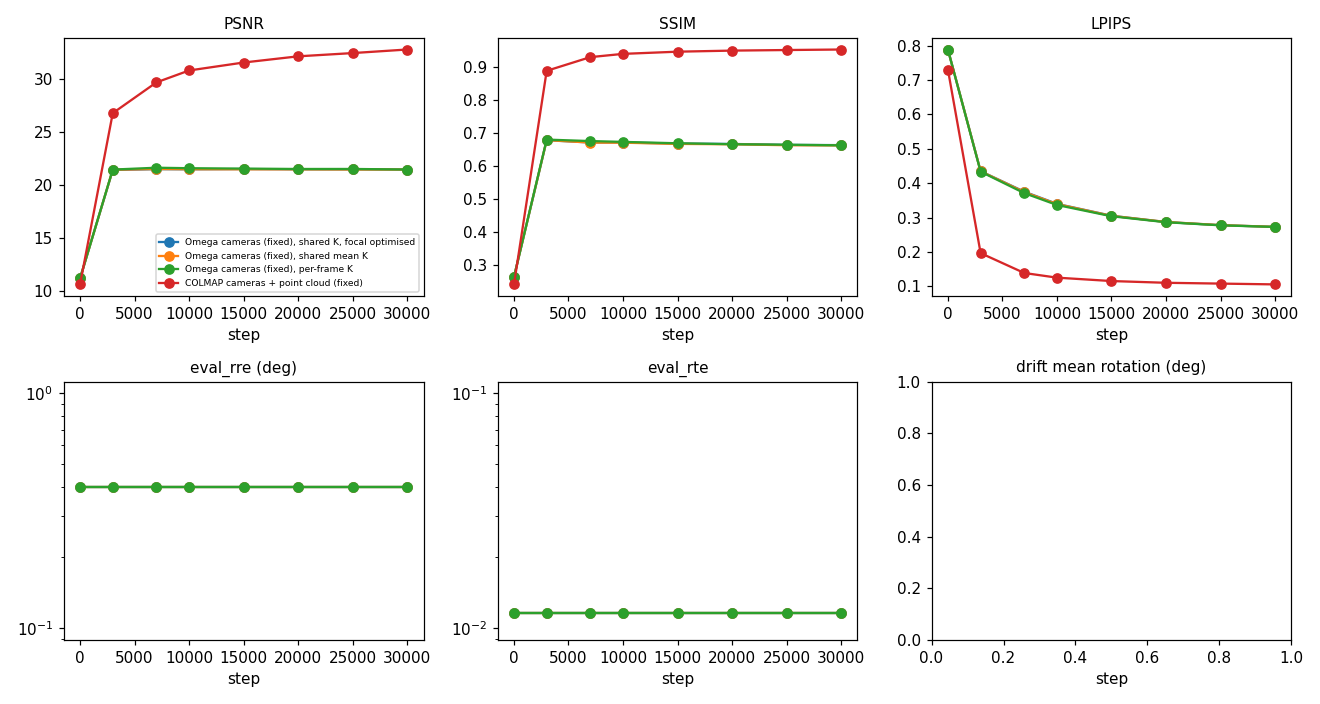 PSNR
30
25
20
15
10
0 5000 10000 15000 20000 25000 30000
step
Omega cameras (fixed), shared K, focal optimised
Omega cameras (fixed), shared mean K
Omega cameras (fixed), per-frame K
COLMAP cameras + point cloud (fixed)
SSIM
0.9
0.8
0.7
0.6
0.5
0.4
0.3
0 5000 10000 15000 20000 25000 30000
step
LPIPS
0.8
0.7
0.6
0.5
0.4
0.3
0.2
0.1
0 5000 10000 15000 20000 25000 30000
step
eval_rre (deg)
10⁰
10⁻¹
0 5000 10000 15000 20000 25000 30000
step
eval_rte
10⁻¹
10⁻²
0 5000 10000 15000 20000 25000 30000
step
drift mean rotation (deg)
1.0
0.8
0.6
0.4
0.2
0.0
0.0 0.2 0.4 0.6 0.8 1.0
step